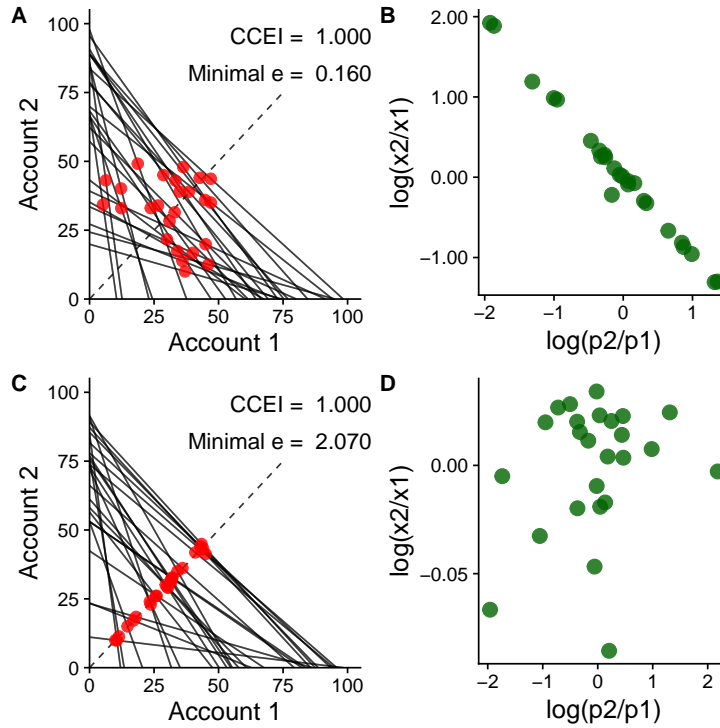 A
CCEI = 1.000
Minimal e = 0.160
100
75
50
25
0
Account 2
0 25 50 75 100
Account 1
B
2.00
1.00
0.00
−1.00
log(x2/x1)
−2 −1 0 1
log(p2/p1)
C
CCEI = 1.000
Minimal e = 2.070
100
75
50
25
0
Account 2
0 25 50 75 100
Account 1
D
0.00
−0.05
log(x2/x1)
−2 −1 0 1 2
log(p2/p1)